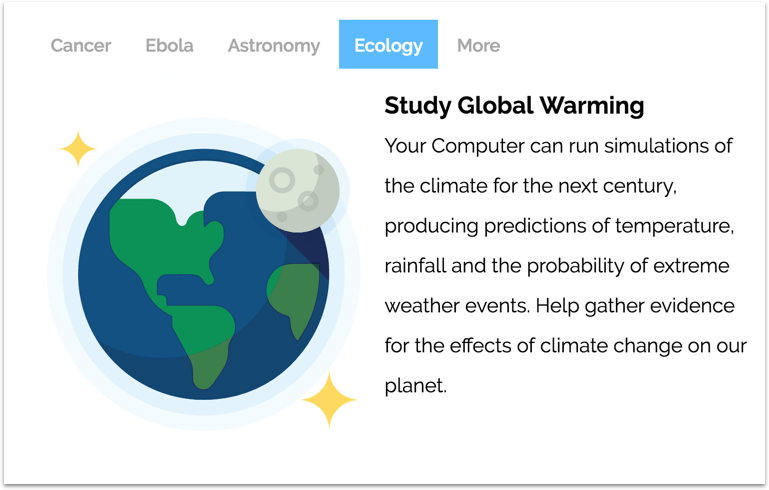 Cancer Ebola Astronomy Ecology More
Study Global Warming
Your Computer can run simulations of
the climate for the next century,
producing predictions of temperature,
rainfall and the probability of extreme
weather events. Help gather evidence
for the effects of climate change on our
planet.